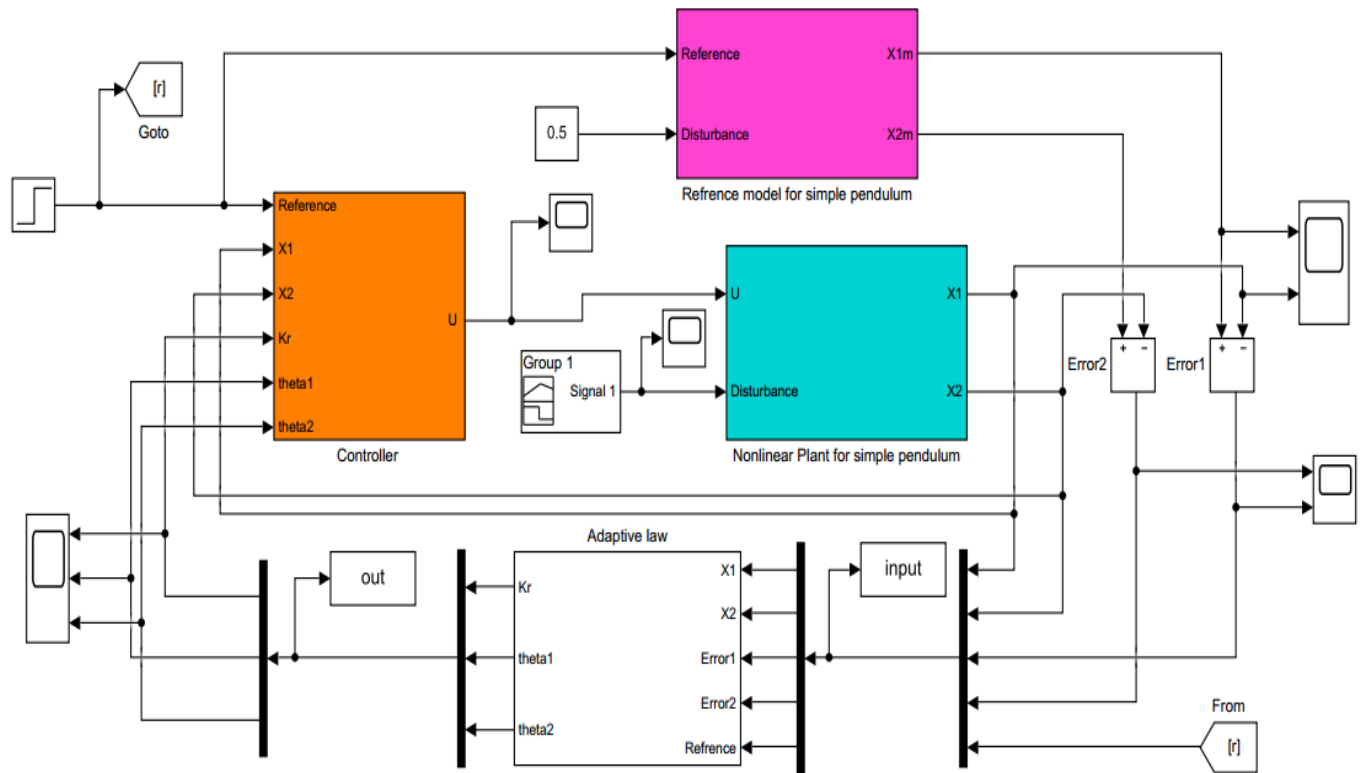 Reference
X1m
Disturbance
X2m
Refrence model for simple pendulum
[r]
Goto
0.5
Reference
X1
X2
Kr
theta1
theta2
U
Controller
Group 1
Signal 1
U
X1
Disturbance
X2
Nonlinear Plant for simple pendulum
+ −
Error2
+ −
Error1
Adaptive law
out
Kr
theta1
theta2
X1
X2
Error1
Error2
Refrence
input
From
[r]